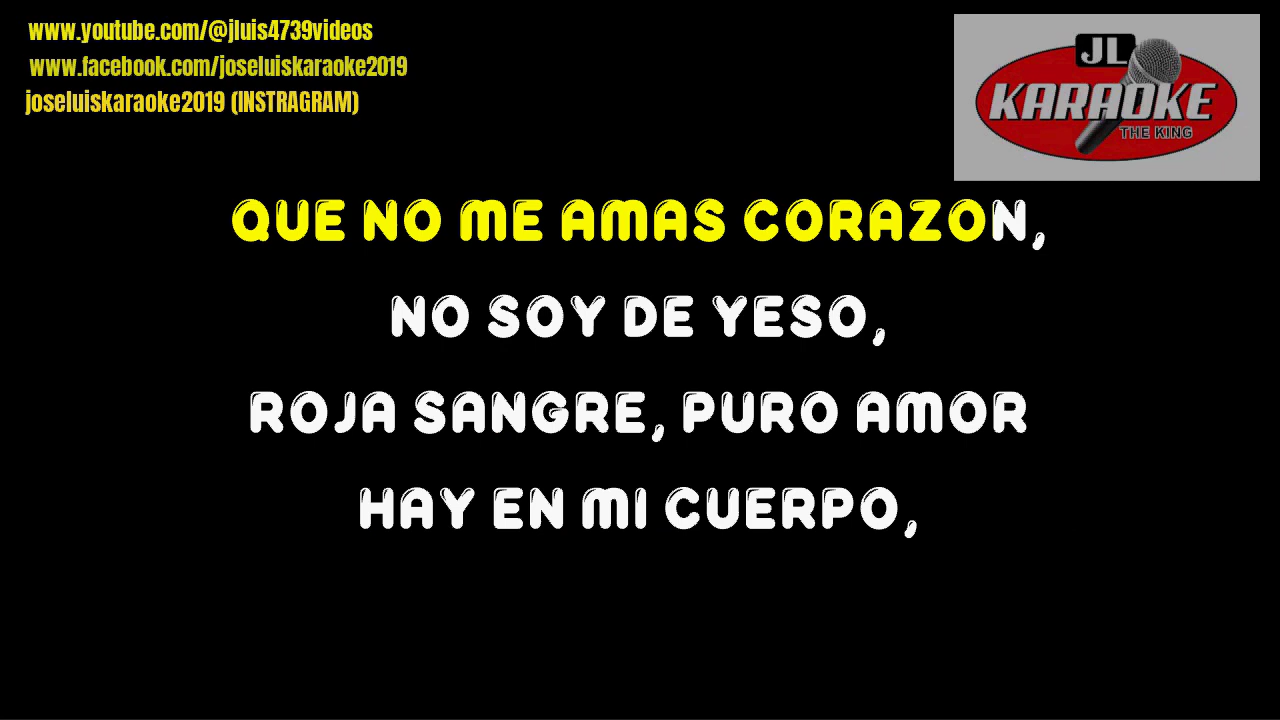 www.youtube.com/@jluis4739videos
www.facebook.com/joseluiskaraoke2019
joseluiskaraoke2019 (INSTRAGRAM)
JL
KARAOKE
THE KING
QUE NO ME AMAS CORAZON,
NO SOY DE YESO,
ROJA SANGRE, PURO AMOR
HAY EN MI CUERPO,